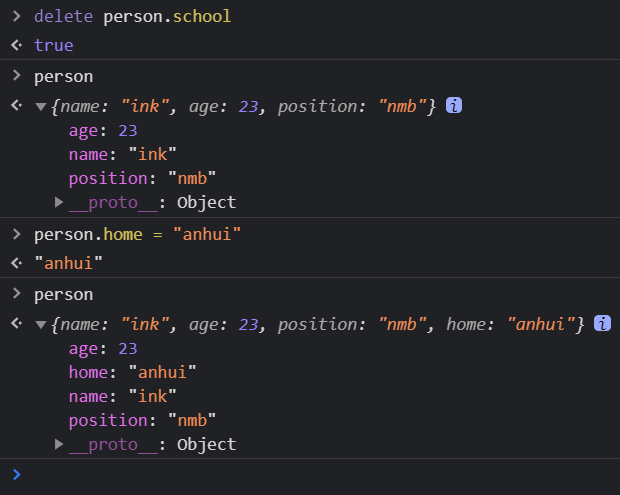 > delete person.school
<· true
> person
<· ▼{name: "ink", age: 23, position: "nmb"} i
age: 23
name: "ink"
position: "nmb"
▶__proto__: Object
> person.home = "anhui"
<· "anhui"
> person
<· ▼{name: "ink", age: 23, position: "nmb", home: "anhui"} i
age: 23
home: "anhui"
name: "ink"
position: "nmb"
▶__proto__: Object
>